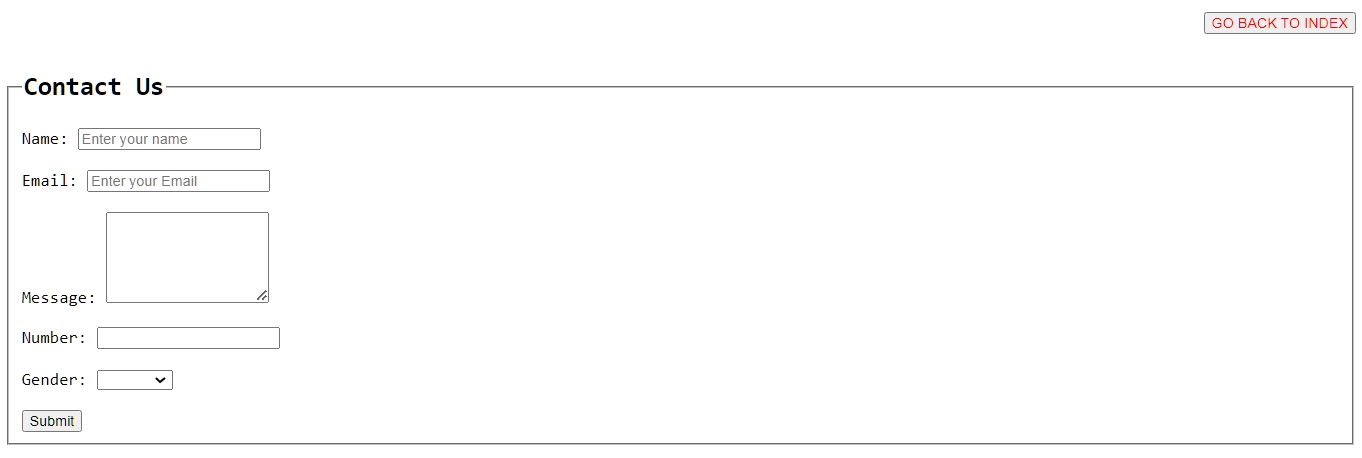 GO BACK TO INDEX
Contact Us
Name: Enter your name
Email: Enter your Email
Message:
Number:
Gender:
Submit